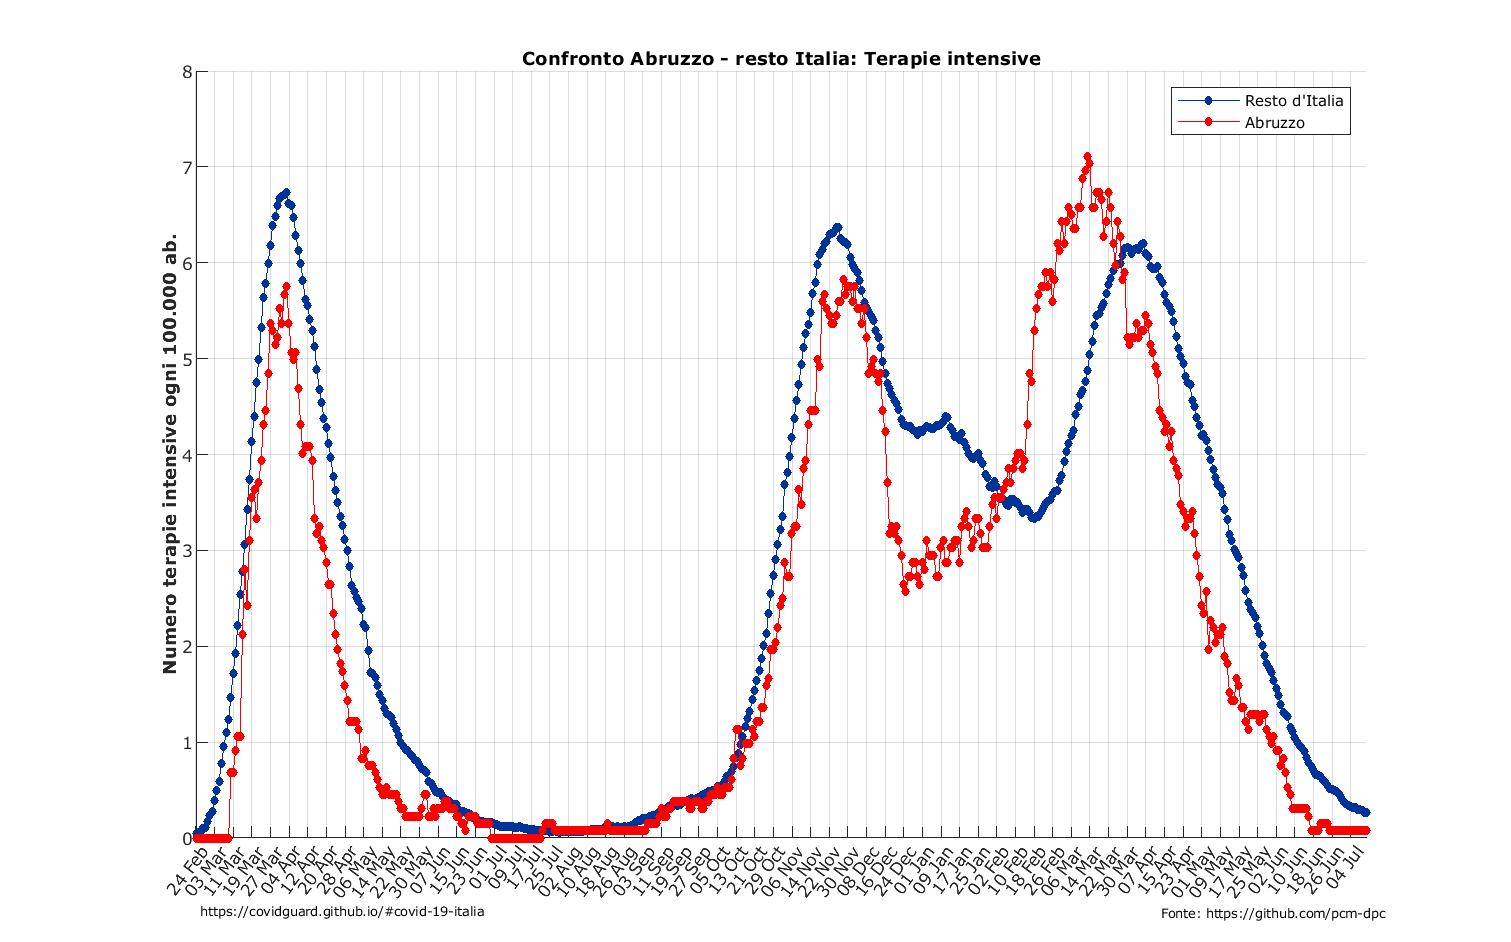 Confronto Abruzzo - resto Italia: Terapie intensive
Resto d'Italia
Abruzzo
Numero terapie intensive ogni 100.000 ab.
8
7
6
5
4
3
2
1
0
24 Feb
03 Mar
11 Mar
19 Mar
27 Mar
04 Apr
12 Apr
20 Apr
28 Apr
06 May
14 May
22 May
30 May
07 Jun
15 Jun
23 Jun
01 Jul
09 Jul
17 Jul
25 Jul
02 Aug
10 Aug
18 Aug
26 Aug
03 Sep
11 Sep
19 Sep
27 Sep
05 Oct
13 Oct
21 Oct
29 Oct
06 Nov
14 Nov
22 Nov
30 Nov
08 Dec
16 Dec
24 Dec
01 Jan
09 Jan
17 Jan
25 Jan
02 Feb
10 Feb
18 Feb
26 Feb
06 Mar
14 Mar
22 Mar
30 Mar
07 Apr
15 Apr
23 Apr
01 May
09 May
17 May
25 May
02 Jun
10 Jun
18 Jun
26 Jun
04 Jul
https://covidguard.github.io/#covid-19-italia
Fonte: https://github.com/pcm-dpc